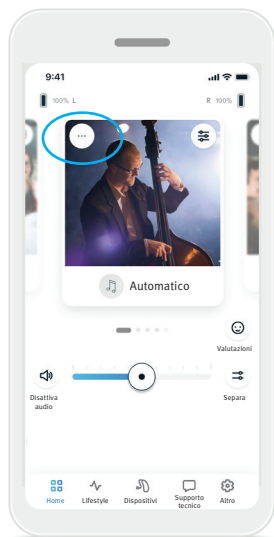 9:41
100% L
R 100%
Automatico
Valutazioni
Disattiva
audio
Separa
Home
Lifestyle
Dispositivi
Supporto
tecnico
Altro